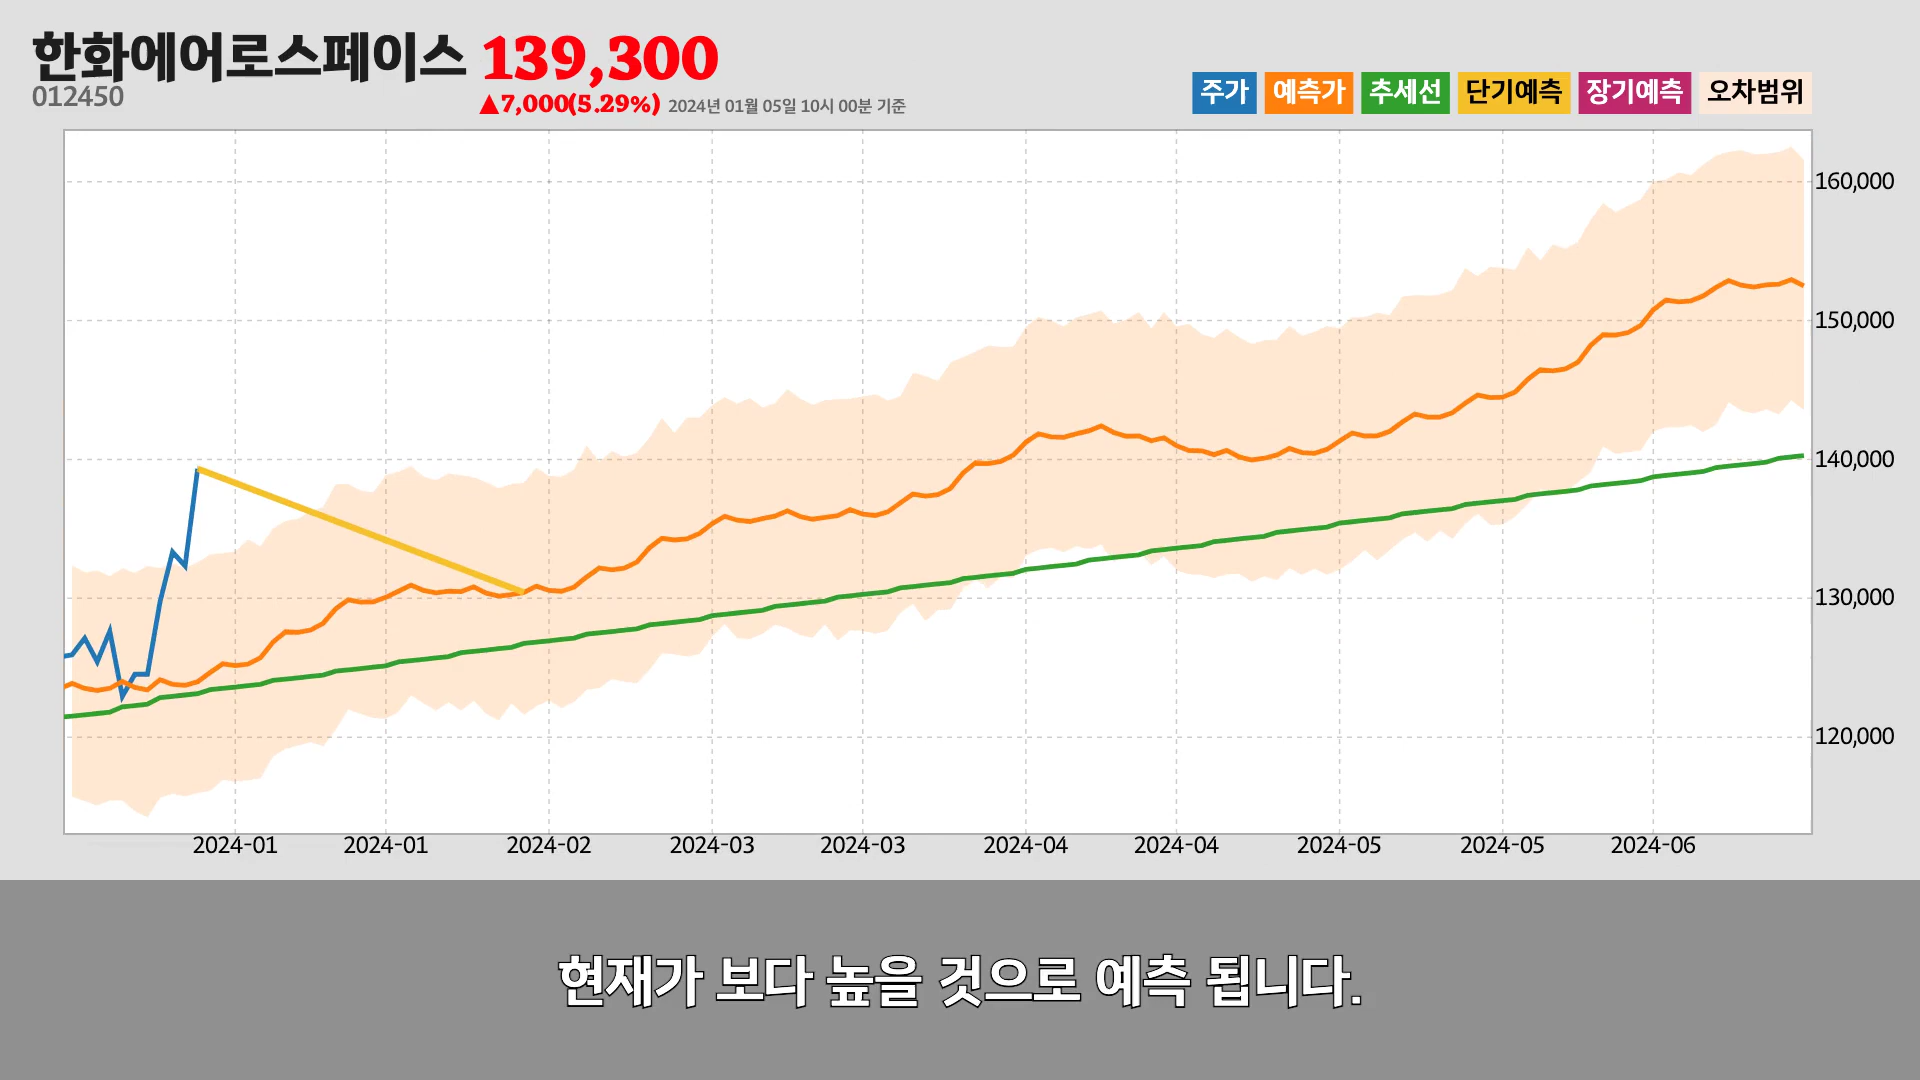 한화에어로스페이스 139,300
012450
▲7,000(5.29%) 2024년 01월 05일 10시 00분 기준
주가 예측가 추세선 단기예측 장기예측 오차범위
160,000
150,000
140,000
130,000
120,000
2024-01 2024-01 2024-02 2024-03 2024-03 2024-04 2024-04 2024-05 2024-05 2024-06
현재가 보다 높을 것으로 예측 됩니다.